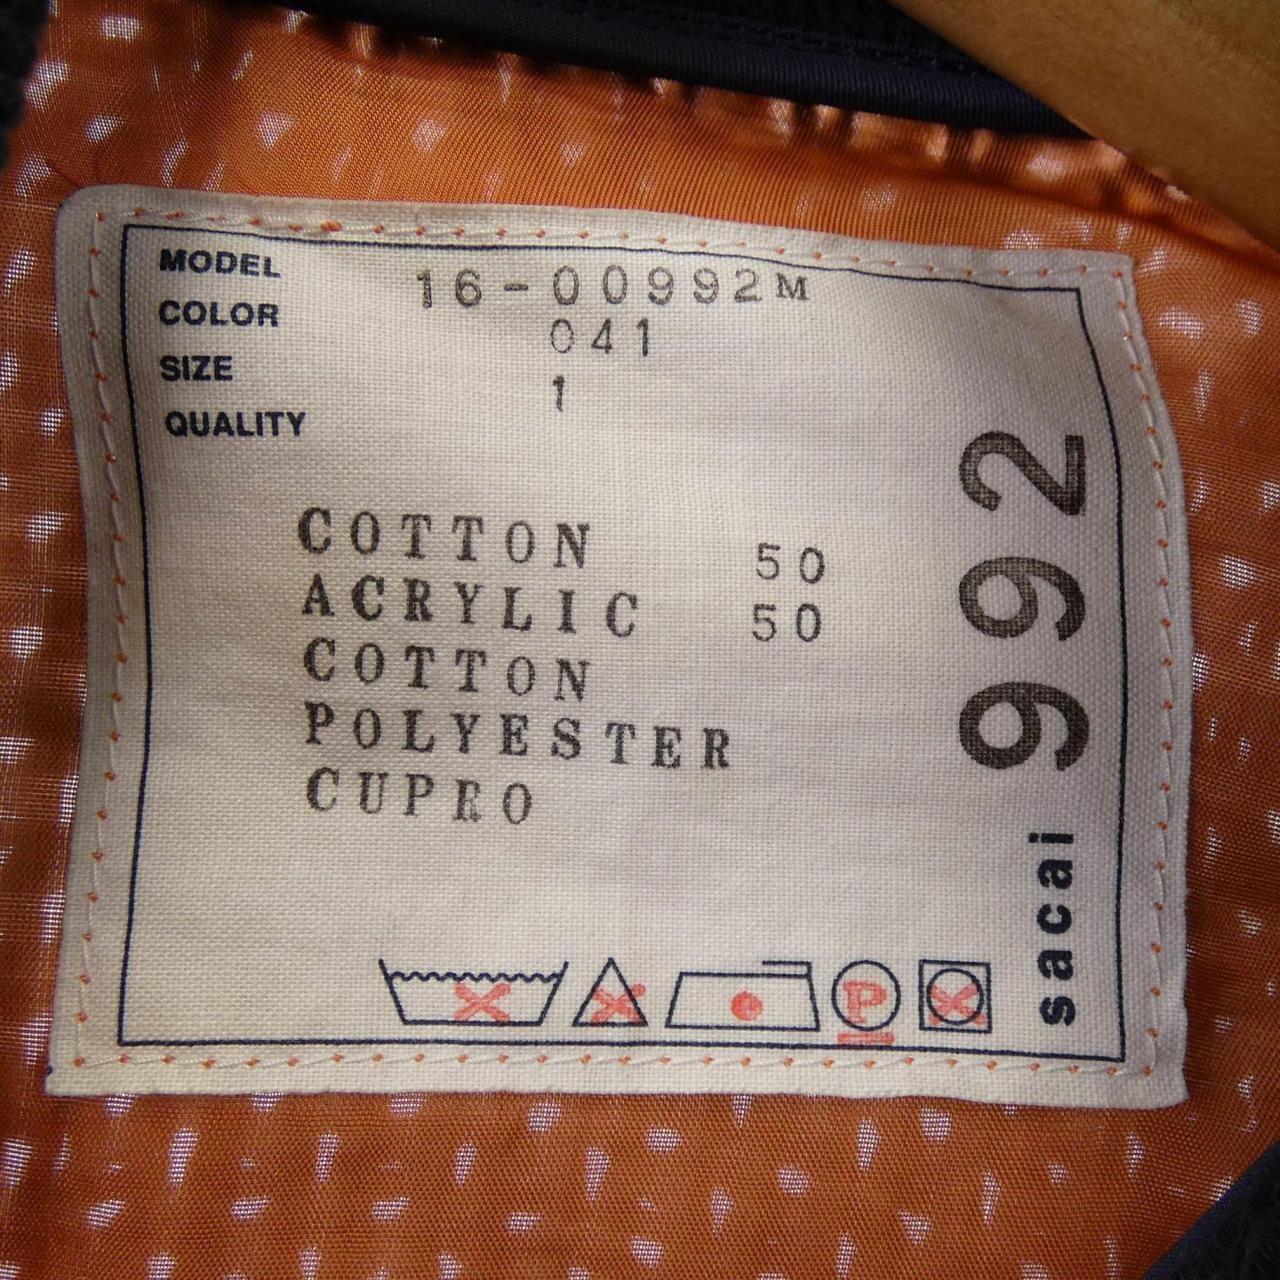 MODEL 16-00992M
COLOR 041
SIZE 1
QUALITY
COTTON 50
ACRYLIC 50
COTTON
POLYESTER
CUPRO
P
992
sacai